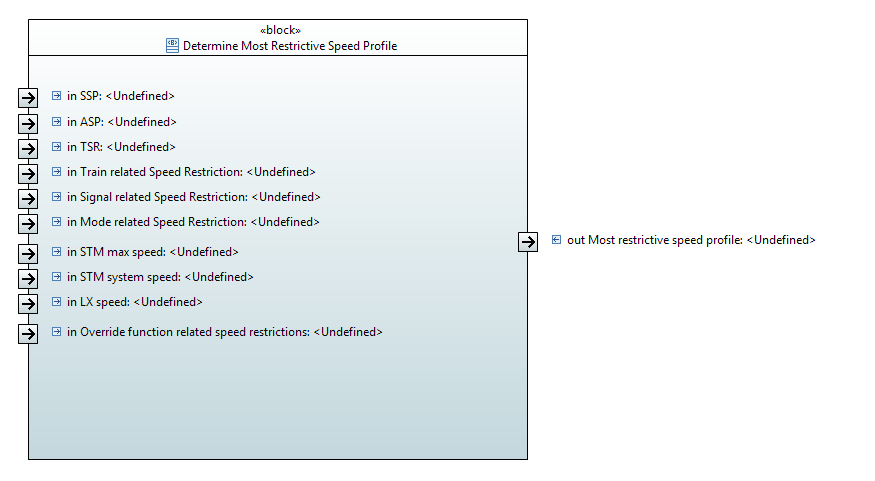 «block»
Determine Most Restrictive Speed Profile
in SSP: <Undefined>
in ASP: <Undefined>
in TSR: <Undefined>
in Train related Speed Restriction: <Undefined>
in Signal related Speed Restriction: <Undefined>
in Mode related Speed Restriction: <Undefined>
out Most restrictive speed profile: <Undefined>
in STM max speed: <Undefined>
in STM system speed: <Undefined>
in LX speed: <Undefined>
in Override function related speed restrictions: <Undefined>